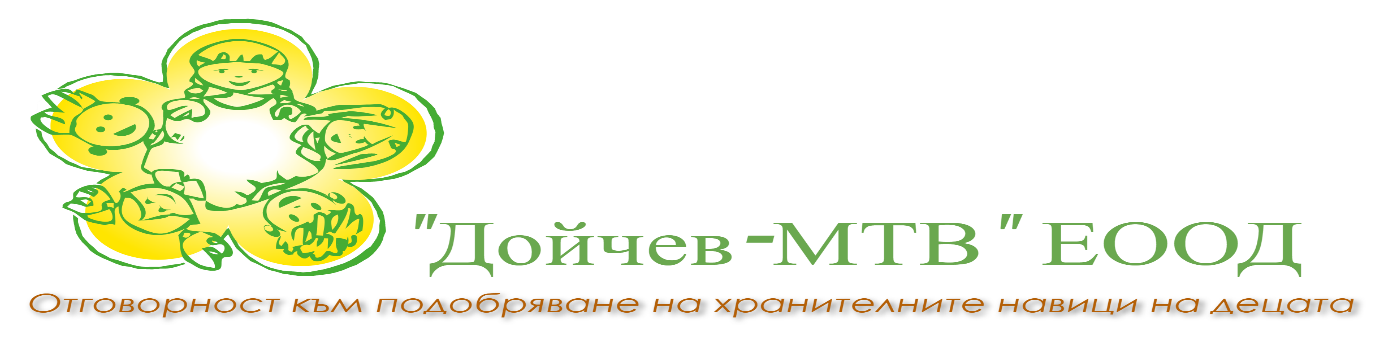 "Дойчев-МТВ" ЕООД
Отговорност към подобряване на хранителните навици на децата